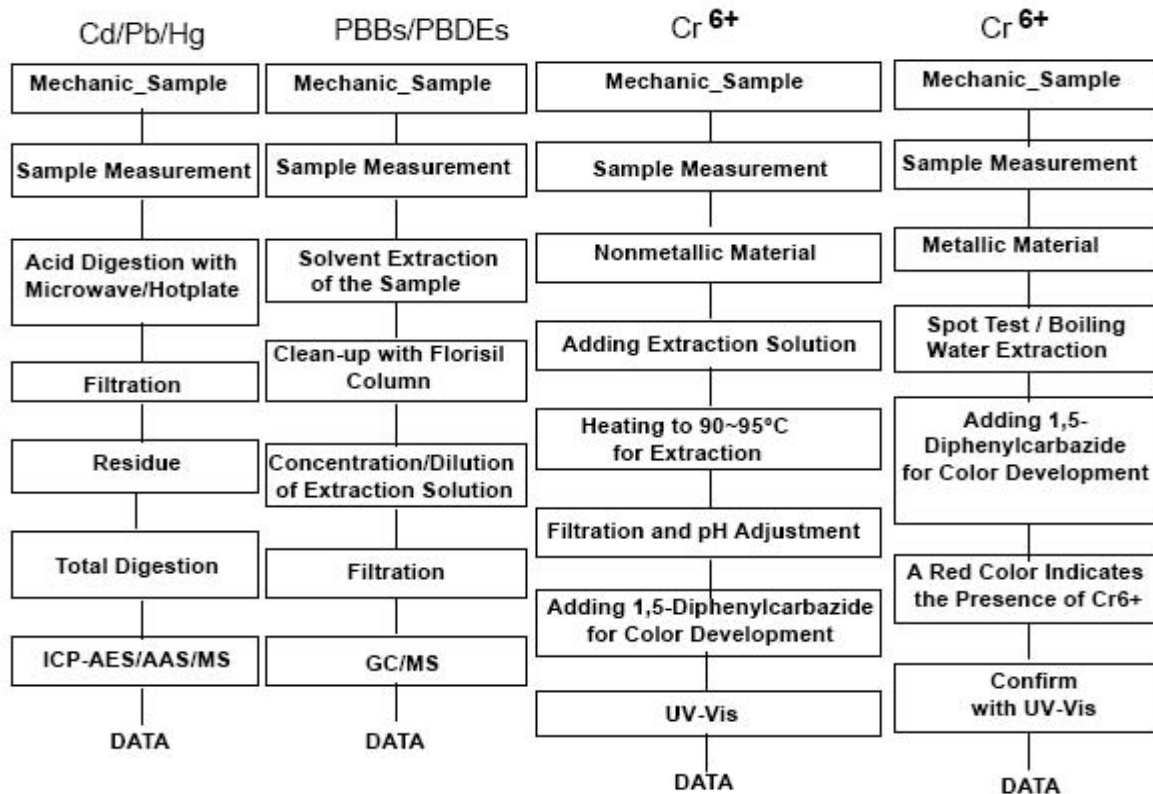 Cd/Pb/Hg
Mechanic_Sample
Sample Measurement
Acid Digestion with
Microwave/Hotplate
Filtration
Residue
Total Digestion
ICP-AES/AAS/MS
DATA
PBBs/PBDEs
Mechanic_Sample
Sample Measurement
Solvent Extraction
of the Sample
Clean-up with Florisil
Column
Concentration/Dilution
of Extraction Solution
Filtration
GC/MS
DATA
Cr 6+
Mechanic_Sample
Sample Measurement
Nonmetallic Material
Adding Extraction Solution
Heating to 90~95°C
for Extraction
Filtration and pH Adjustment
Adding 1,5-Diphenylcarbazide
for Color Development
UV-Vis
DATA
Cr 6+
Mechanic_Sample
Sample Measurement
Metallic Material
Spot Test / Boiling
Water Extraction
Adding 1,5-
Diphenylcarbazide
for Color Development
A Red Color Indicates
the Presence of Cr6+
Confirm
with UV-Vis
DATA